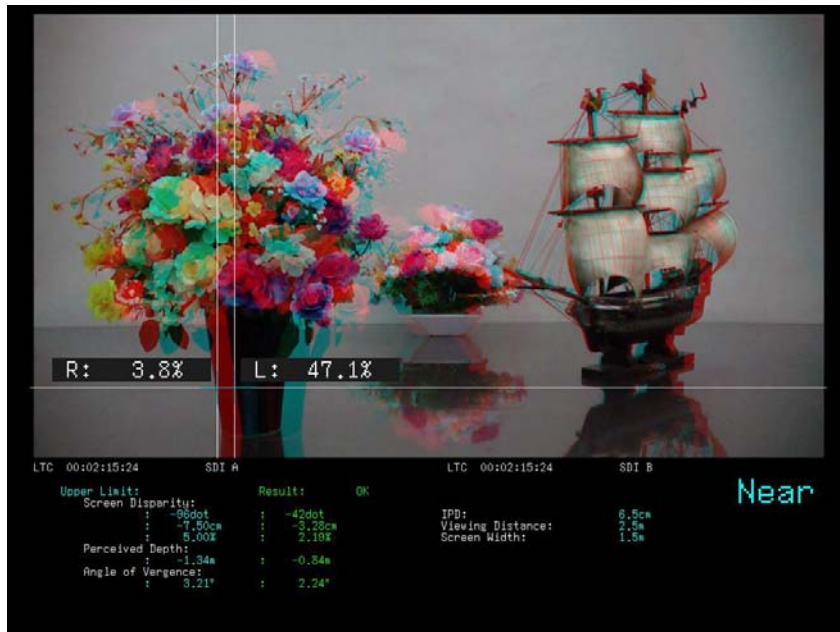 R: 3.8% L: 47.1%
LTC 00:02:15:24 SDI A LTC 00:02:15:24 SDI B
Near
Upper Limit: Result: OK
Screen Disparity:
: -96dot : -42dot IPD: 6.5cm
: -7.50cm : -3.28cm Viewing Distance: 2.5m
: 5.00% : 2.19% Screen Width: 1.5m
Perceived Depth:
: -1.34m : -0.84m
Angle of Vergence:
: 3.21° : 2.24°